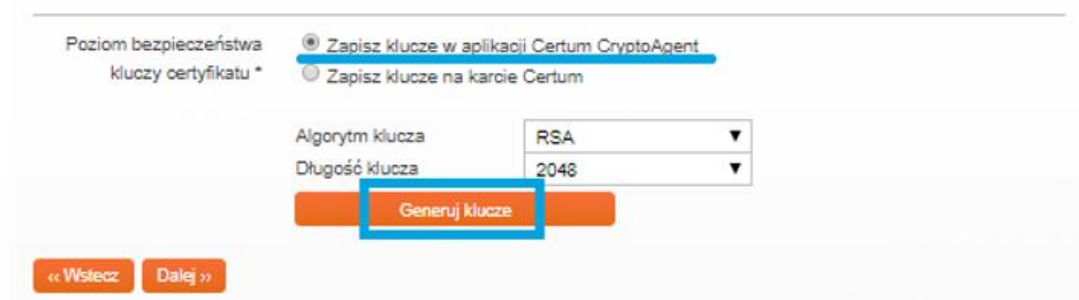 Poziom bezpieczeństwa
kluczy certyfikatu *
Zapisz klucze w aplikacji Certum CryptoAgent
Zapisz klucze na karcie Certum
Algorytm klucza RSA
Długość klucza 2048
Generuj klucze
‹‹ Wstecz Dalej ››